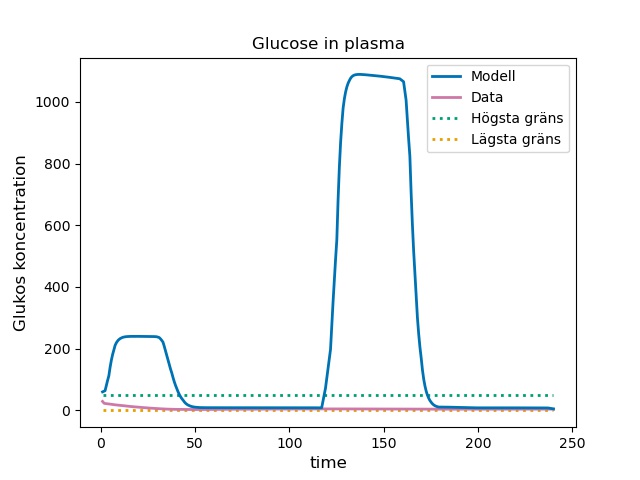 Glucose in plasma
Modell
Data
Högsta gräns
Lägsta gräns
Glukos koncentration
1000
800
600
400
200
0
0 50 100 150 200 250
time